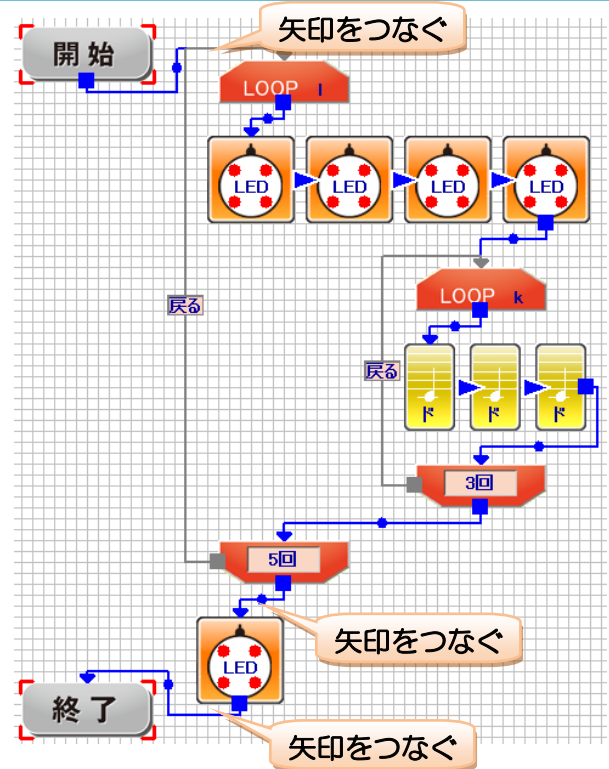 矢印をつなぐ
開始
LOOP l
LED LED LED LED
LOOP k
戻る
戻る
ド ド ド
3回
5回
矢印をつなぐ
LED
終了
矢印をつなぐ